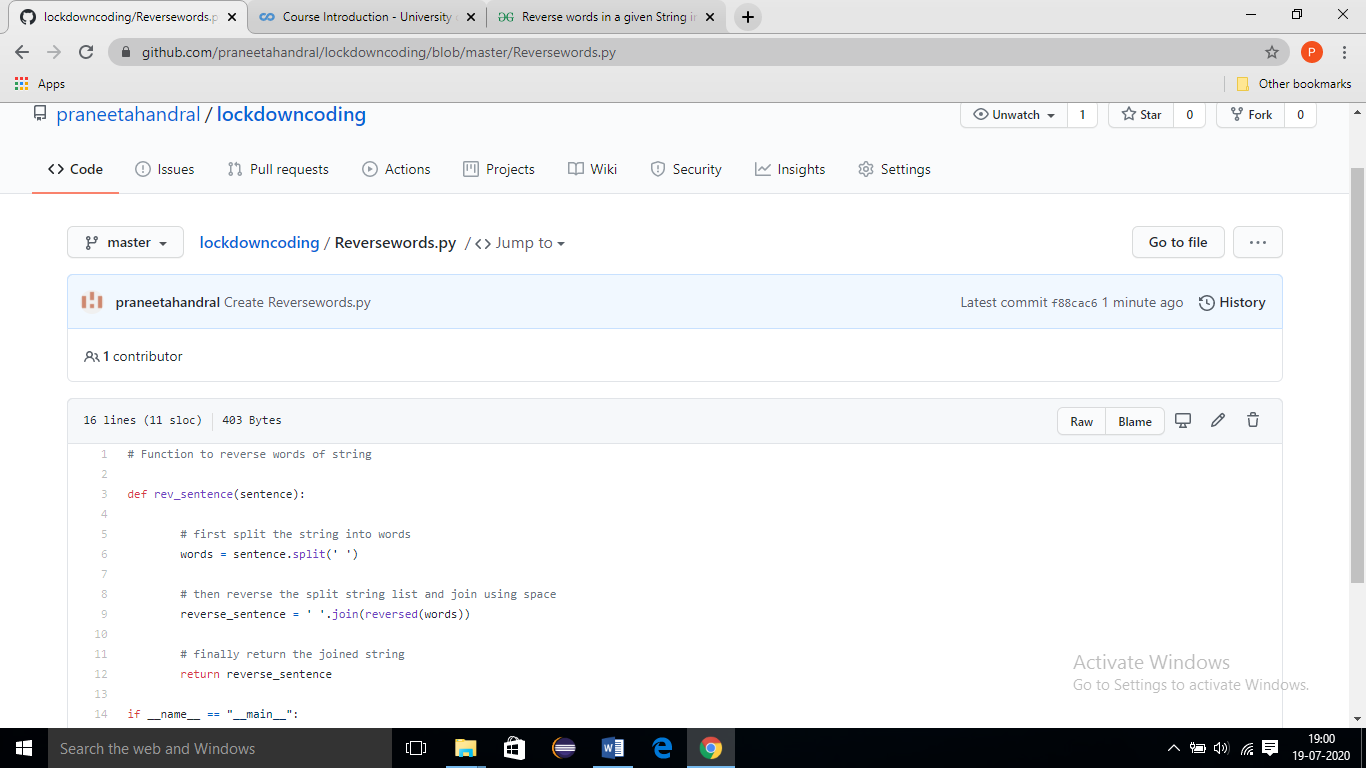 lockdowncoding/Reversewords.p
Course Introduction - University
Reverse words in a given String in
github.com/praneetahandral/lockdowncoding/blob/master/Reversewords.py
P
Apps
Other bookmarks
praneetahandral / lockdowncoding
Unwatch 1
Star 0
Fork 0
<> Code
Issues
Pull requests
Actions
Projects
Wiki
Security
Insights
Settings
master
lockdowncoding / Reversewords.py / <> Jump to
Go to file
...
praneetahandral Create Reversewords.py
Latest commit f88cac6 1 minute ago
History
1 contributor
16 lines (11 sloc) 403 Bytes
Raw
Blame
1 # Function to reverse words of string
2
3 def rev_sentence(sentence):
4
5 # first split the string into words
6 words = sentence.split(' ')
7
8 # then reverse the split string list and join using space
9 reverse_sentence = ' '.join(reversed(words))
10
11 # finally return the joined string
12 return reverse_sentence
13
14 if __name__ == "__main__":
Activate Windows
Go to Settings to activate Windows.
Search the web and Windows
19:00
19-07-2020